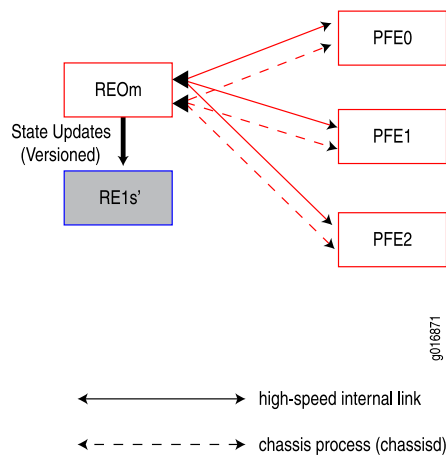 PFE0
REOm
State Updates
(Versioned)
PFE1
RE1s’
PFE2
g016871
high-speed internal link
chassis process (chassisd)